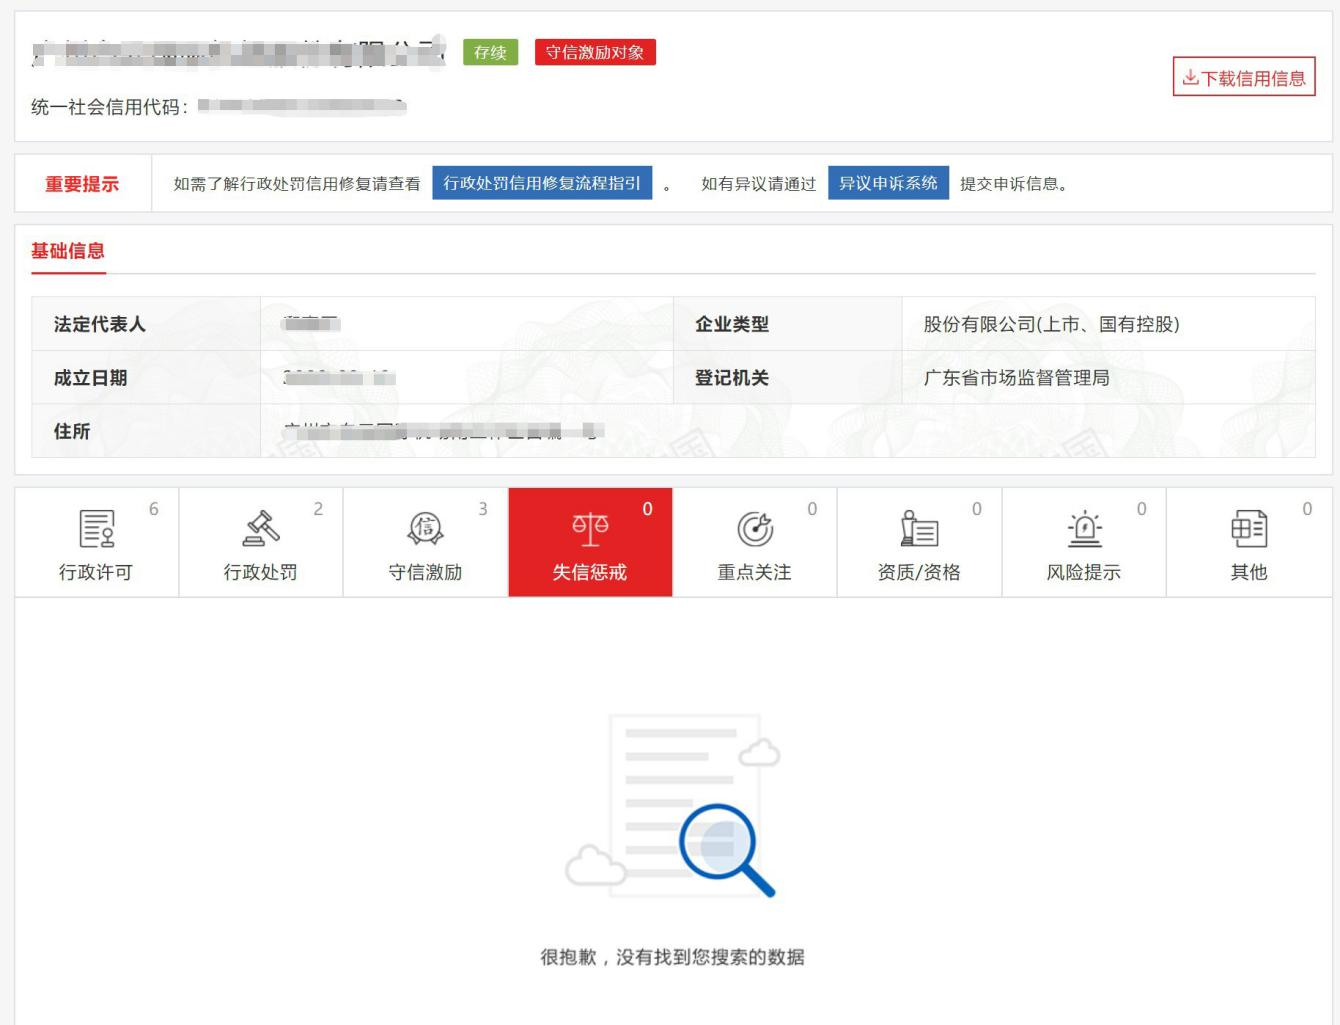 存续 守信激励对象
统一社会信用代码：
下载信用信息
重要提示 如需了解行政处罚信用修复请查看 行政处罚信用修复流程指引 。 如有异议请通过 异议申诉系统 提交申诉信息。
基础信息
法定代表人 企业类型 股份有限公司(上市、国有控股)
成立日期 登记机关 广东省市场监督管理局
住所
6 2 3 0 0 0 0 0
行政许可 行政处罚 守信激励 失信惩戒 重点关注 资质/资格 风险提示 其他
很抱歉，没有找到您搜索的数据